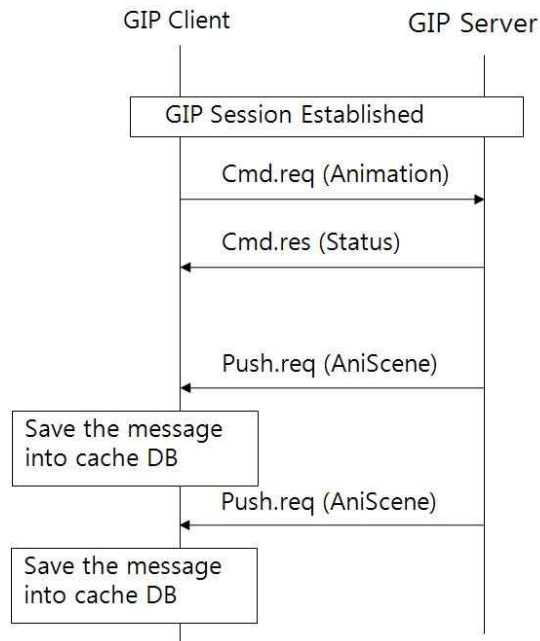 GIP Client
GIP Server
GIP Session Established
Cmd.req (Animation)
Cmd.res (Status)
Push.req (AniScene)
Save the message
into cache DB
Push.req (AniScene)
Save the message
into cache DB